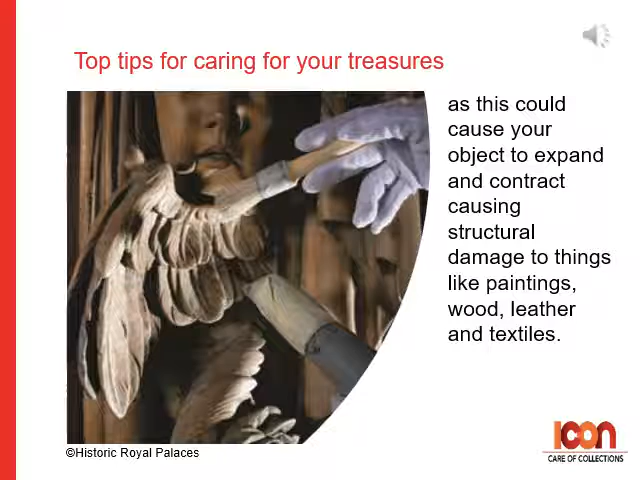 Top tips for caring for your treasures
as this could
cause your
object to expand
and contract
causing
structural
damage to things
like paintings,
wood, leather
and textiles.
©Historic Royal Palaces
icon
CARE OF COLLECTIONS